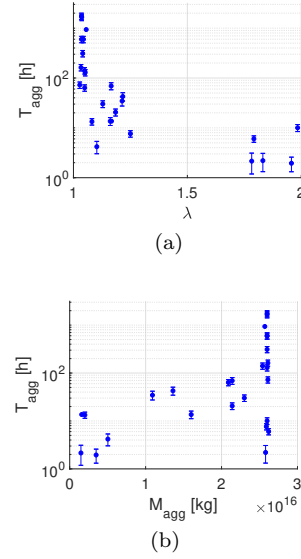 T_agg [h]
10^2
10^0
1
1.5
2
λ
(a)
T_agg [h]
10^2
10^0
0
1
2
3
M_agg [kg]
×10^16
(b)